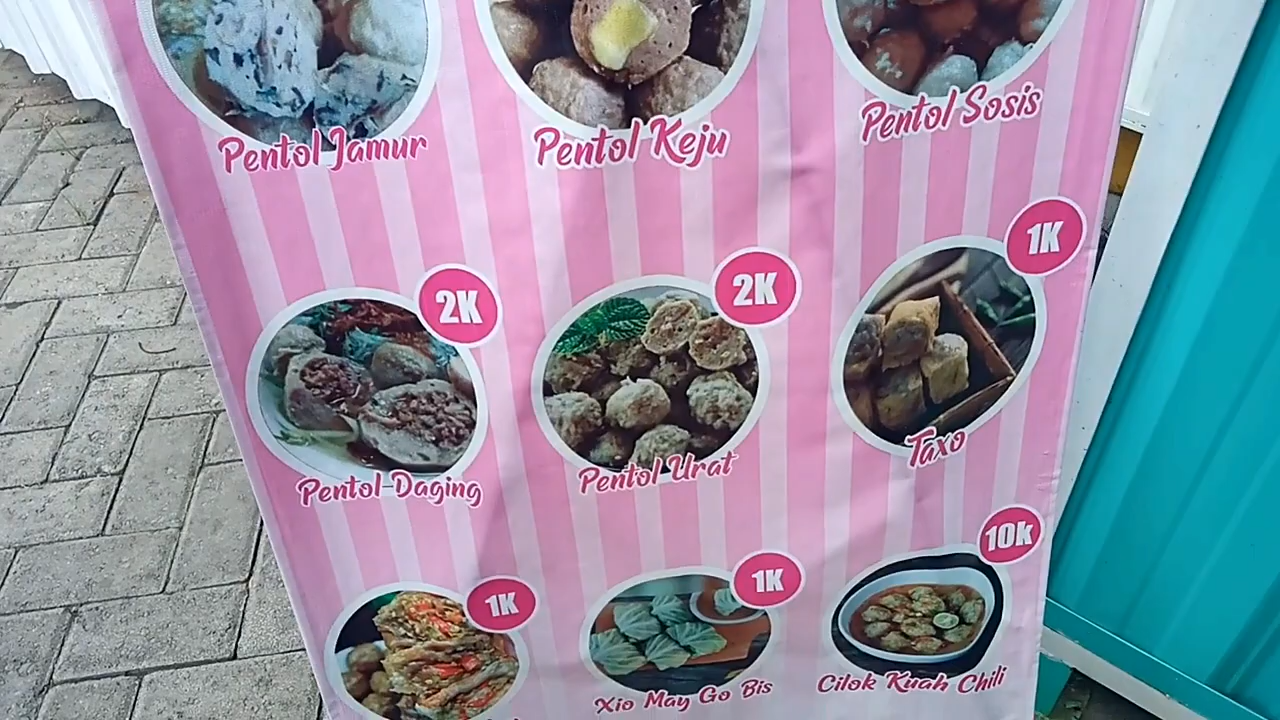 Pentol Jamur
Pentol Keju
Pentol Sosis
2K
Pentol Daging
2K
Pentol Urat
1K
Taxo
1K
1K
Xio May Go Bis
10k
Cilok Kuah Chili